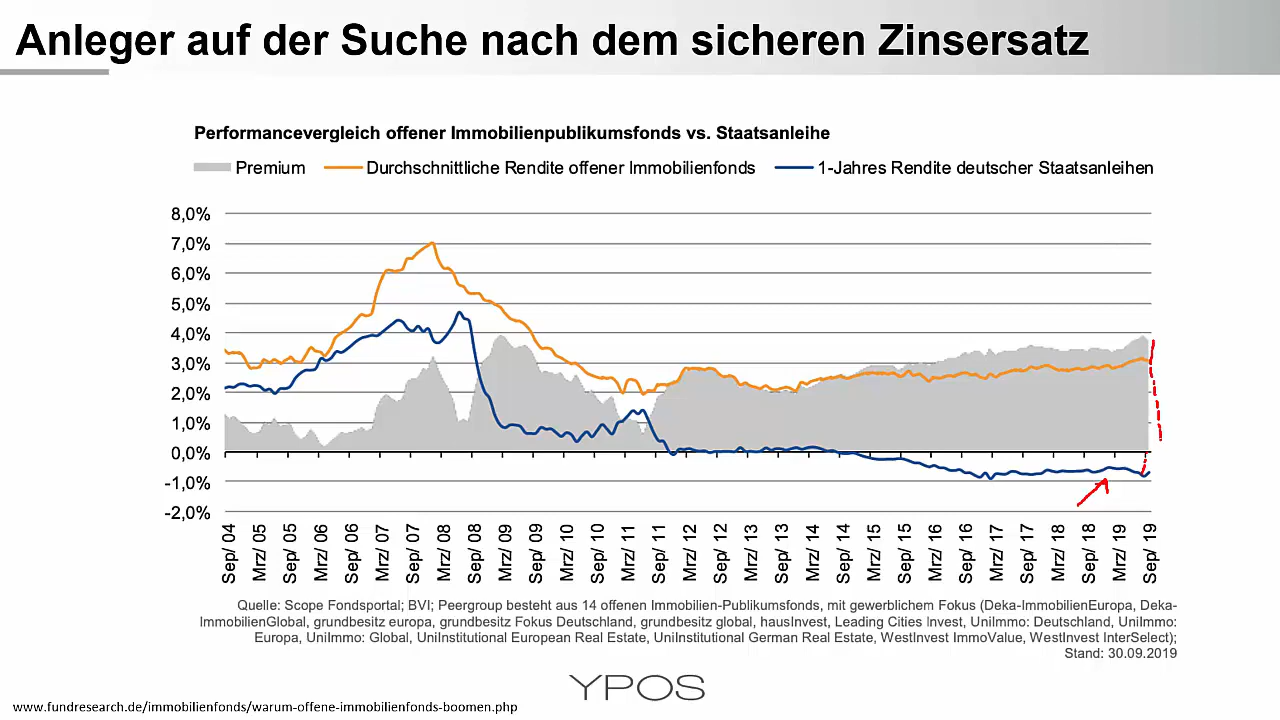 Anleger auf der Suche nach dem sicheren Zinsersatz
Performancevergleich offener Immobilienpublikumsfonds vs. Staatsanleihe
Premium Durchschnittliche Rendite offener Immobilienfonds 1-Jahres Rendite deutscher Staatsanleihen
8,0%
7,0%
6,0%
5,0%
4,0%
3,0%
2,0%
1,0%
0,0%
-1,0%
-2,0%
Sep/ 04
Mrz/ 05
Sep/ 05
Mrz/ 06
Sep/ 06
Mrz/ 07
Sep/ 07
Mrz/ 08
Sep/ 08
Mrz/ 09
Sep/ 09
Mrz/ 10
Sep/ 10
Mrz/ 11
Sep/ 11
Mrz/ 12
Sep/ 12
Mrz/ 13
Sep/ 13
Mrz/ 14
Sep/ 14
Mrz/ 15
Sep/ 15
Mrz/ 16
Sep/ 16
Mrz/ 17
Sep/ 17
Mrz/ 18
Sep/ 18
Mrz/ 19
Sep/ 19
Quelle: Scope Fondsportal; BVI; Peergroup besteht aus 14 offenen Immobilien-Publikumsfonds, mit gewerblichem Fokus (Deka-ImmobilienEuropa, Deka-
ImmobilienGlobal, grundbesitz europa, grundbesitz Fokus Deutschland, grundbesitz global, hausInvest, Leading Cities Invest, UniImmo: Deutschland, UniImmo:
Europa, UniImmo: Global, UniInstitutional European Real Estate, UniInstitutional German Real Estate, WestInvest ImmoValue, WestInvest InterSelect);
Stand: 30.09.2019
YPOS
www.fundresearch.de/immobilienfonds/warum-offene-immobilienfonds-boomen.php